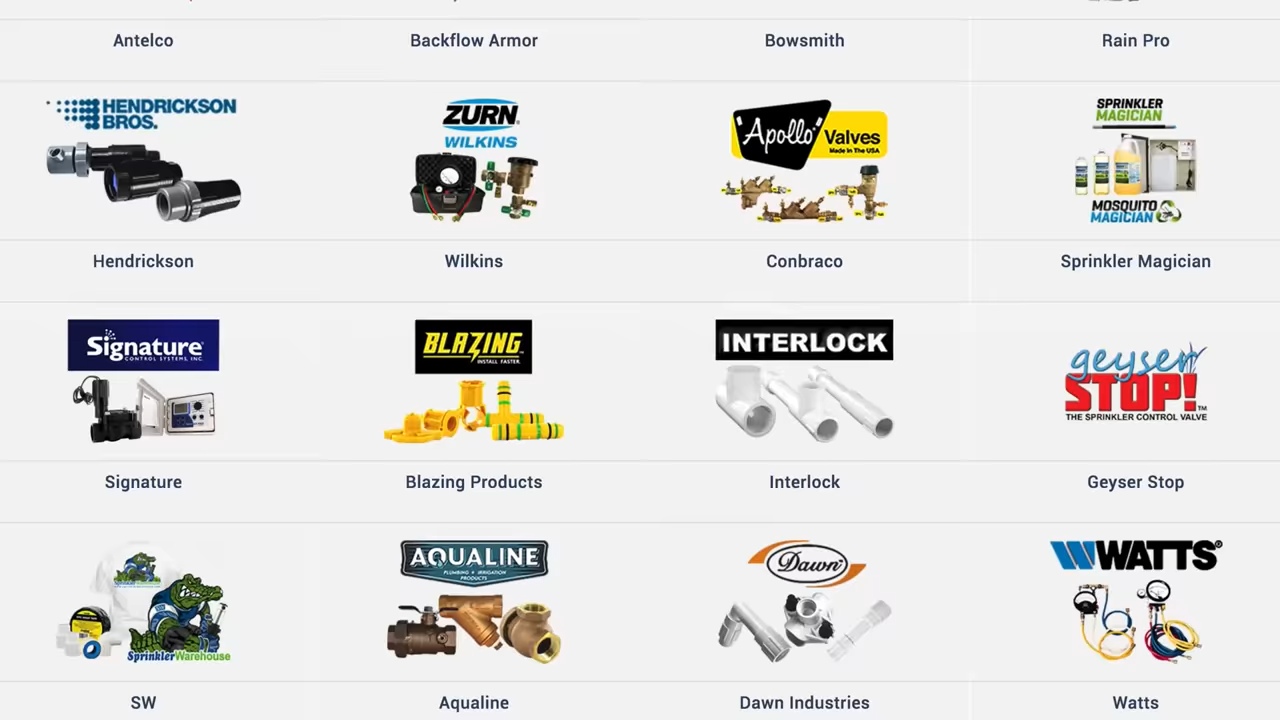 Antelco
Backflow Armor
Bowsmith
Rain Pro
HENDRICKSON
BROS.
ZURN
WILKINS
Apollo
Valves
Made in The USA
SPRINKLER
MAGICIAN
MOSQUITO
MAGICIAN
Hendrickson
Wilkins
Conbraco
Sprinkler Magician
Signature
CONTROL SYSTEMS, INC.
BLAZING
INSTALL FASTER.
INTERLOCK
geyser
STOP!™
THE SPRINKLER CONTROL VALVE
Signature
Blazing Products
Interlock
Geyser Stop
SprinklerWarehouse
AQUALINE
PLUMBING + IRRIGATION
PRODUCTS
Dawn
WATTS®
SW
Aqualine
Dawn Industries
Watts